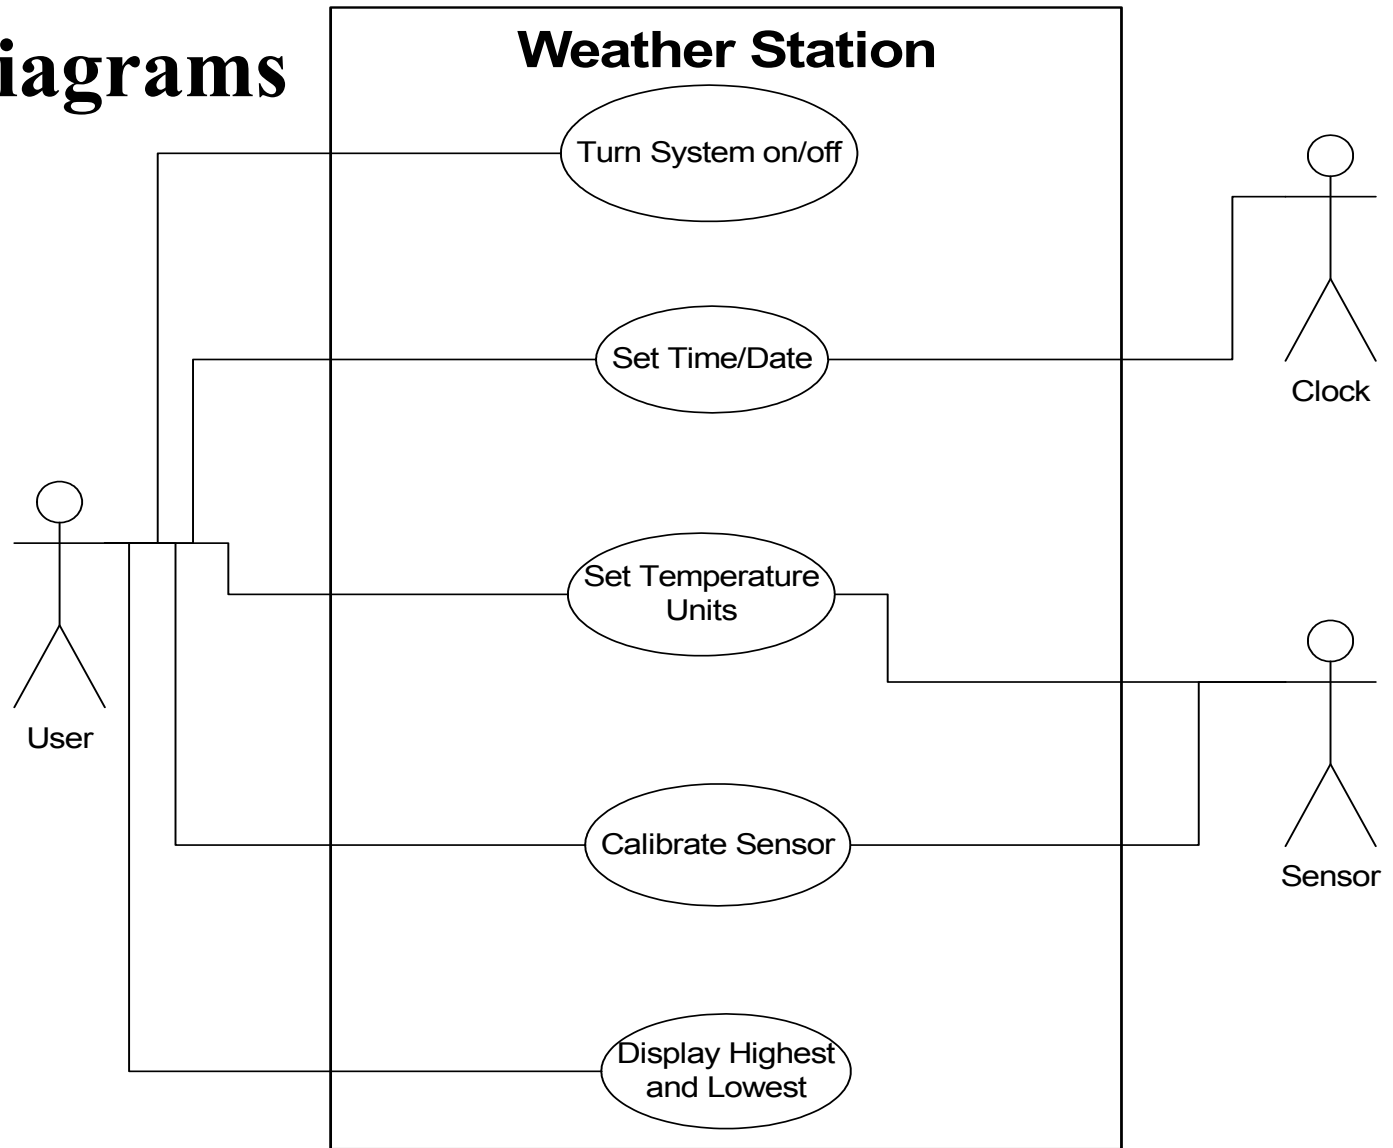 iagrams
Weather Station
Turn System on/off
Set Time/Date
Clock
Set Temperature
Units
User
Calibrate Sensor
Sensor
Display Highest
and Lowest